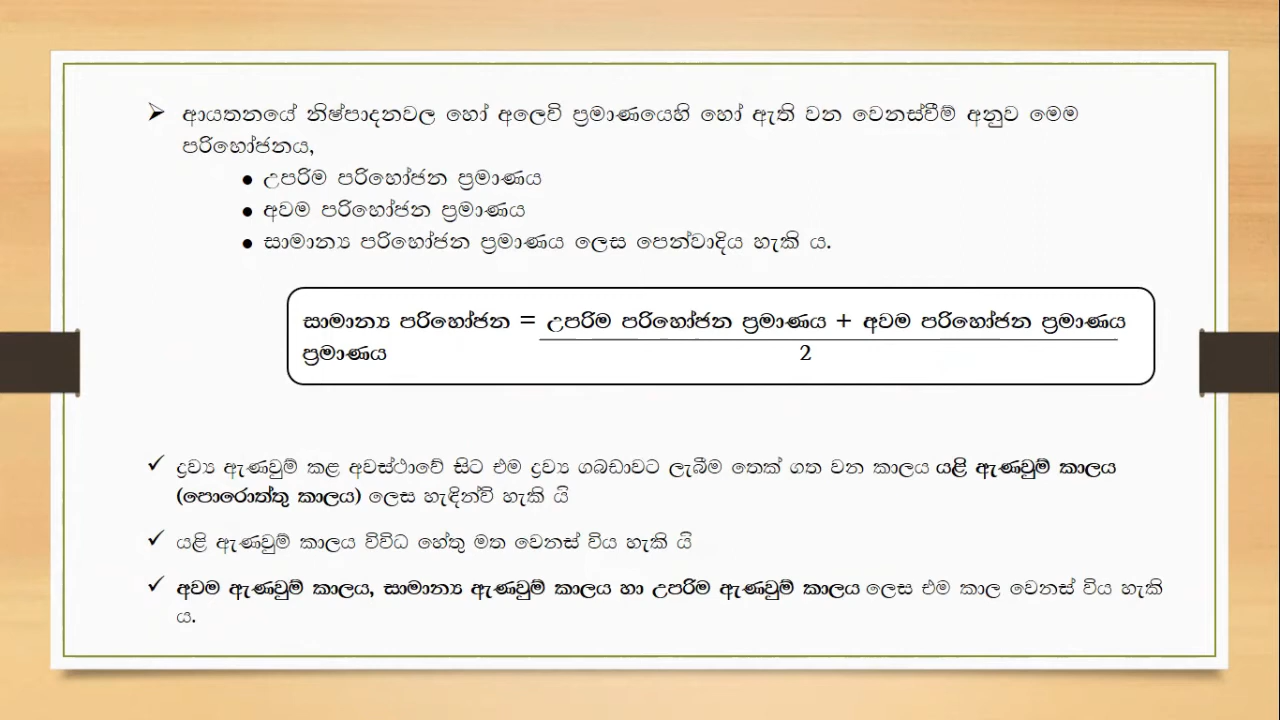 ➢ ආයතනයේ නිෂ්පාදනවල හෝ අලෙවි ප්‍රමාණයෙහි හෝ ඇති වන වෙනස්වීම් අනුව මෙම
පරිභෝජනය,
● උපරිම පරිභෝජන ප්‍රමාණය
● අවම පරිභෝජන ප්‍රමාණය
● සාමාන්‍ය පරිභෝජන ප්‍රමාණය ලෙස පෙන්වාදිය හැකි ය.
සාමාන්‍ය පරිභෝජන = උපරිම පරිභෝජන ප්‍රමාණය + අවම පරිභෝජන ප්‍රමාණය
ප්‍රමාණය 2
✓ ද්‍රව්‍ය ඇණවුම් කළ අවස්ථාවේ සිට එම ද්‍රව්‍ය ගබඩාවට ලැබීම තෙක් ගත වන කාලය යළි ඇණවුම් කාලය
(පොරොත්තු කාලය) ලෙස හැඳින්වි හැකි යි
✓ යළි ඇණවුම් කාලය විවිධ හේතු මත වෙනස් විය හැකි යි
✓ අවම ඇණවුම් කාලය, සාමාන්‍ය ඇණවුම් කාලය හා උපරිම ඇණවුම් කාලය ලෙස එම කාල වෙනස් විය හැකි
ය.